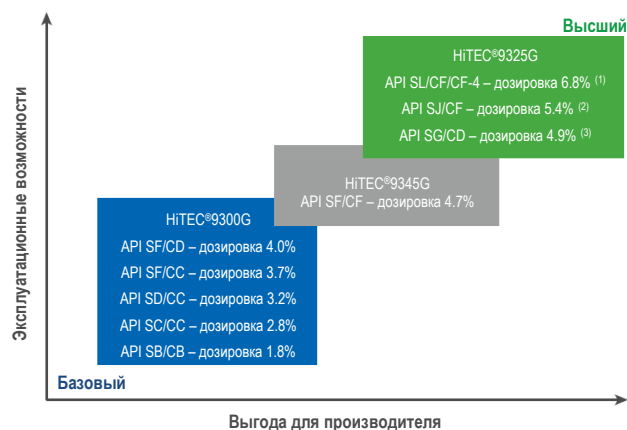 Высший
HiTEC®9325G
API SL/CF/CF-4 – дозировка 6.8% (1)
API SJ/CF – дозировка 5.4% (2)
API SG/CD – дозировка 4.9% (3)
HiTEC®9345G
API SF/CF – дозировка 4.7%
HiTEC®9300G
API SF/CD – дозировка 4.0%
API SF/CC – дозировка 3.7%
API SD/CC – дозировка 3.2%
API SC/CC – дозировка 2.8%
API SB/CB – дозировка 1.8%
Эксплуатационные возможности
Базовый
Выгода для производителя